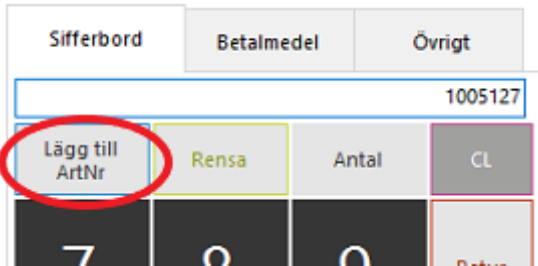 Sifferbord Betalmedel Övrigt
1005127
Lägg till
ArtNr
Rensa Antal CL
7 8 9